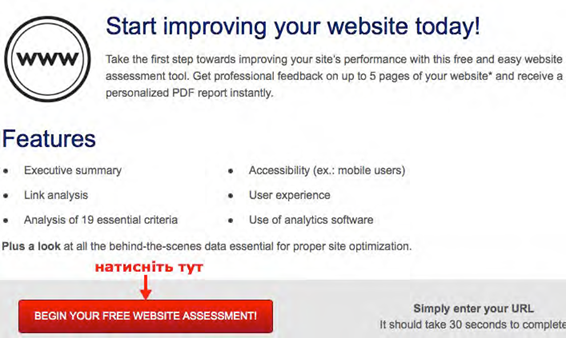 Start improving your website today!
WWW
Take the first step towards improving your site's performance with this free and easy website
assessment tool. Get professional feedback on up to 5 pages of your website* and receive a
personalized PDF report instantly.
Features
• Executive summary
• Link analysis
• Analysis of 19 essential criteria
• Accessibility (ex.: mobile users)
• User experience
• Use of analytics software
Plus a look at all the behind-the-scenes data essential for proper site optimization.
натисніть тут
BEGIN YOUR FREE WEBSITE ASSESSMENT!
Simply enter your URL
It should take 30 seconds to complete